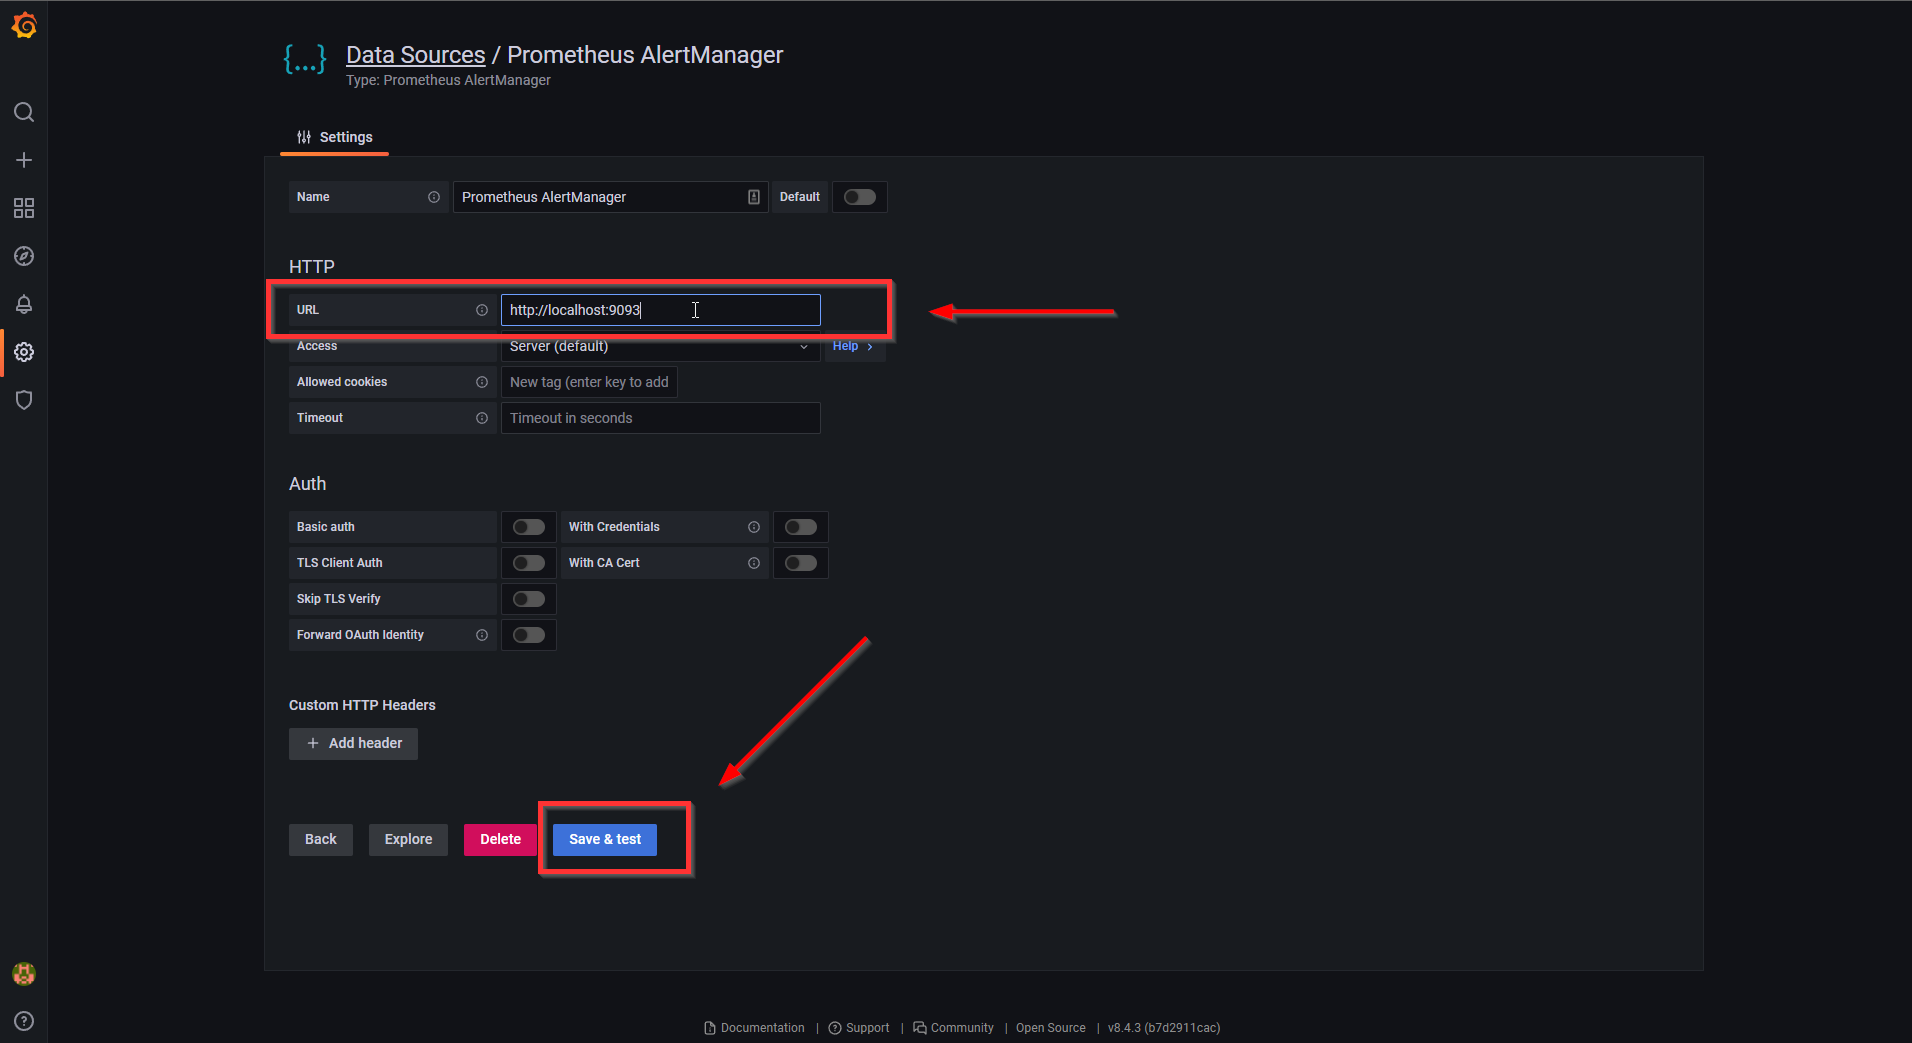 {...} Data Sources / Prometheus AlertManager
Type: Prometheus AlertManager
Settings
Name Prometheus AlertManager Default
HTTP
URL http://localhost:9093
Access Server (default) Help >
Allowed cookies New tag (enter key to add
Timeout Timeout in seconds
Auth
Basic auth With Credentials
TLS Client Auth With CA Cert
Skip TLS Verify
Forward OAuth Identity
Custom HTTP Headers
+ Add header
Back Explore Delete Save & test
Documentation | Support | Community | Open Source | v8.4.3 (b7d2911cac)